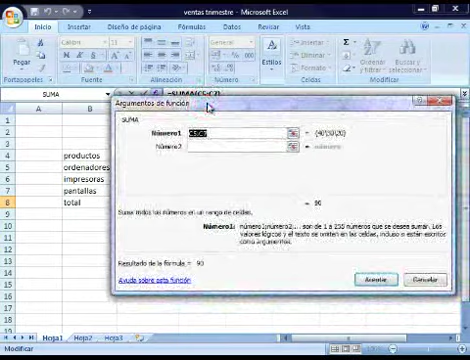 ventas trimestre - Microsoft Excel
Inicio Insertar Diseño de página Fórmulas Datos Revisar Vista
Calibri 11
General
Insertar
Eliminar
Formato
Pegar
Estilos
Portapapeles Fuente Alineación Número Celdas Modificar
SUMA =SUMA(C5:C7)
A B
1
2
3
4 productos
5 ordenadores
6 impresoras
7 pantallas
8 total
9
10
11
12
13
14
15
16
17
18
19
Argumentos de función
SUMA
Número1 C5:C7 = {40\30\20}
Número2 = número
= 90
Suma todos los números en un rango de celdas.
Número1: número1;número2;... son de 1 a 255 números que se desea sumar. Los
valores lógicos y el texto se omiten en las celdas, incluso si están escritos
como argumentos.
Resultado de la fórmula = 90
Ayuda sobre esta función
Aceptar Cancelar
Hoja1 Hoja2 Hoja3
Modificar 100%